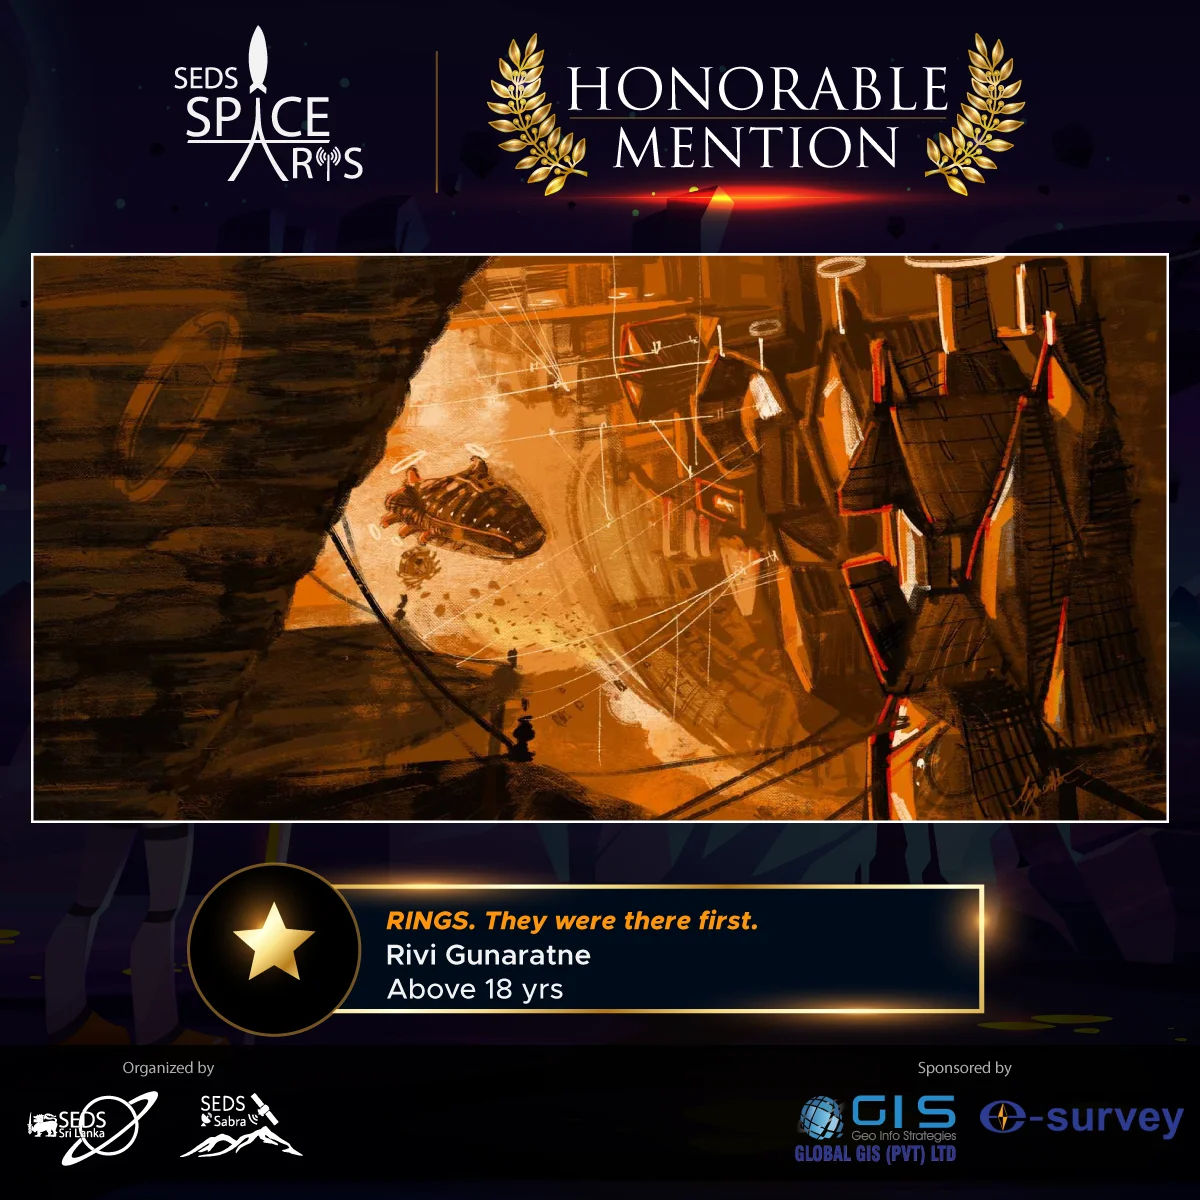 SEDS
SPACE
ARTS
HONORABLE
MENTION
RINGS. They were there first.
Rivi Gunaratne
Above 18 yrs
Organized by
SEDS
Sri Lanka
SEDS
Sabra
Sponsored by
GIS
Geo Info Strategies
GLOBAL GIS (PVT) LTD
e-survey